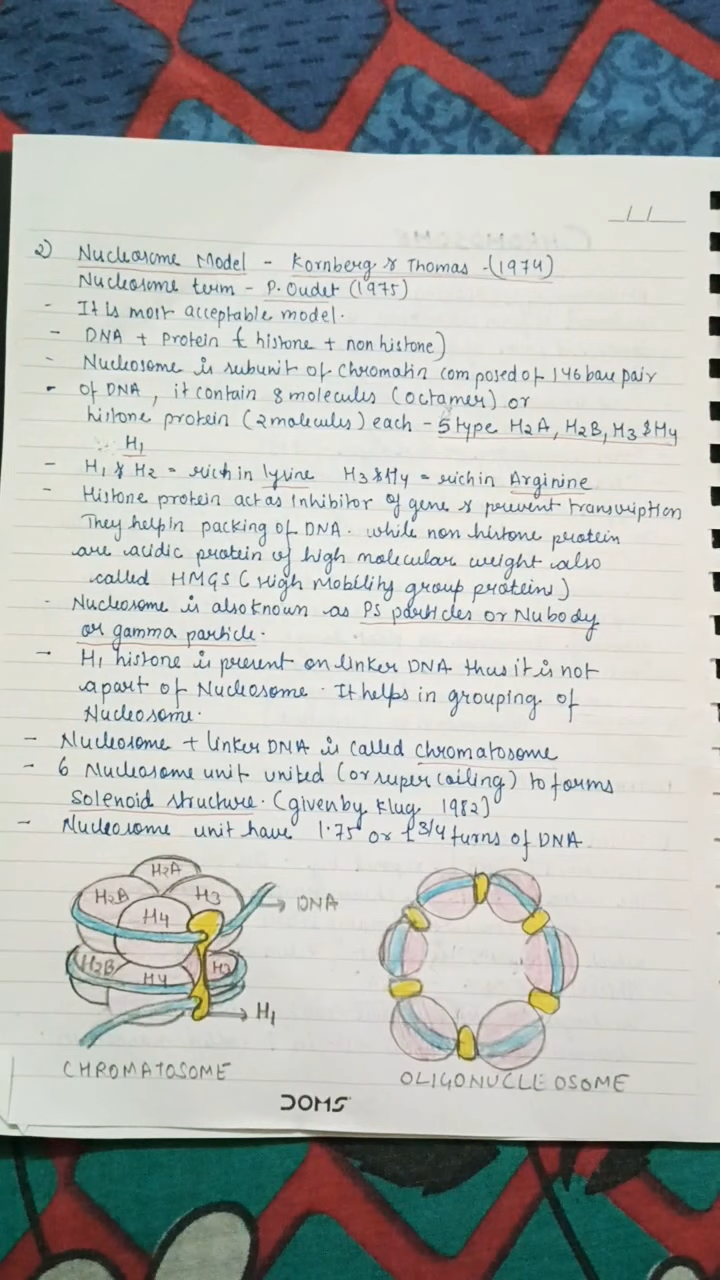 2) Nucleosome Model - Kornberg & Thomas -(1974)
Nucleosome term - P. Oudet (1975)
- It Is most acceptable model.
- DNA + Protein ( histone + non histone)
- Nucleosome is subunit of chromatin composed of 146 base pair
- of DNA, it contain 8 molecules (octamer) or
histone protein (2 molecules) each - 5 type H2A, H2B, H3 & H4
H1
- H1 & H2 = rich in lysine H3 & H4 = rich in Arginine
- Histone protein act as inhibitor of gene & prevent transcription
They help in packing of DNA. while non histone protein
are acidic protein of high molecular weight also
called HMGS ( High Mobility group proteins)
- Nucleosome is also known as PS particles or Nubody
or gamma particle.
- H1 histone is present on linker DNA thus it is not
a part of Nucleosome. It helps in grouping of
Nucleosome.
- Nucleosome + linker DNA is called chromatosome
- 6 Nucleosome unit united (or super coiling) to forms
Solenoid structure. (given by Klug 1982)
- Nucleosome unit have 1.75 or 1 3/4 turns of DNA
H2A
H2B H3
H4
DNA
H2B H4 H3
H1
CHROMATOSOME
OLIGONUCLEOSOME
DOMS